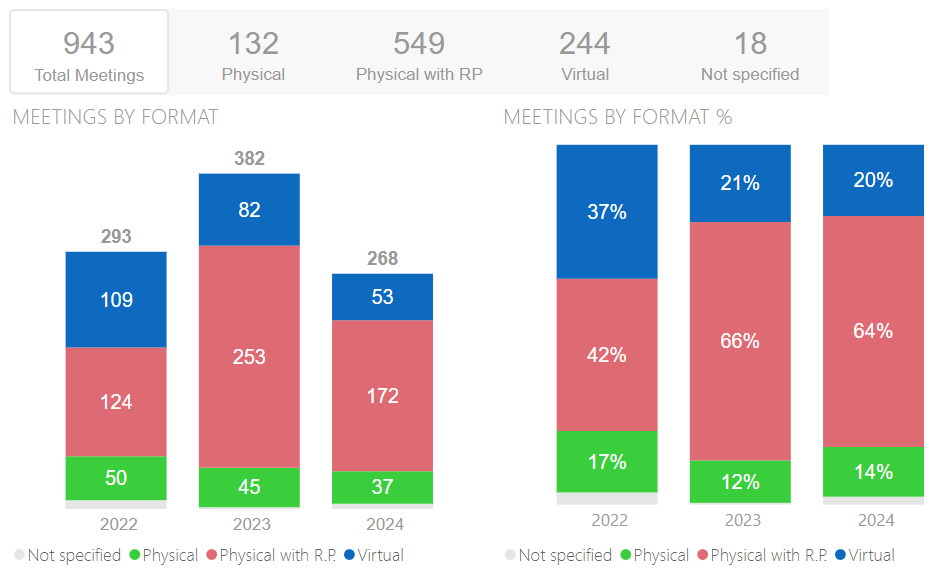 943 132 549 244 18
Total Meetings Physical Physical with RP Virtual Not specified
MEETINGS BY FORMAT
293 382 268
109 82 53
124 253 172
50 45 37
2022 2023 2024
Not specified Physical Physical with R.P. Virtual
MEETINGS BY FORMAT %
37% 21% 20%
42% 66% 64%
17% 12% 14%
2022 2023 2024
Not specified Physical Physical with R.P. Virtual